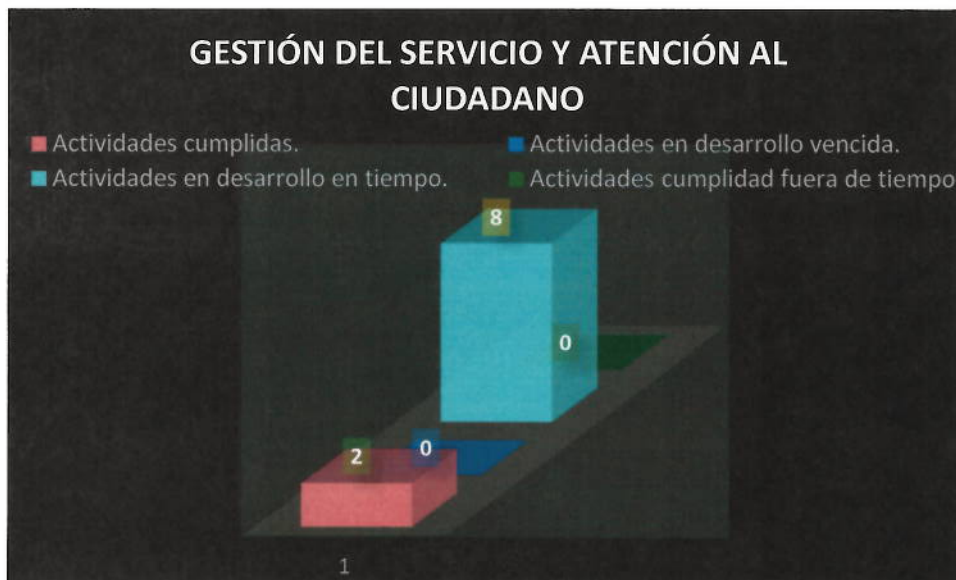 GESTIÓN DEL SERVICIO Y ATENCIÓN AL
CIUDADANO
Actividades cumplidas.
Actividades en desarrollo vencida.
Actividades en desarrollo en tiempo.
Actividades cumplidad fuera de tiempo
8
0
2
0
1